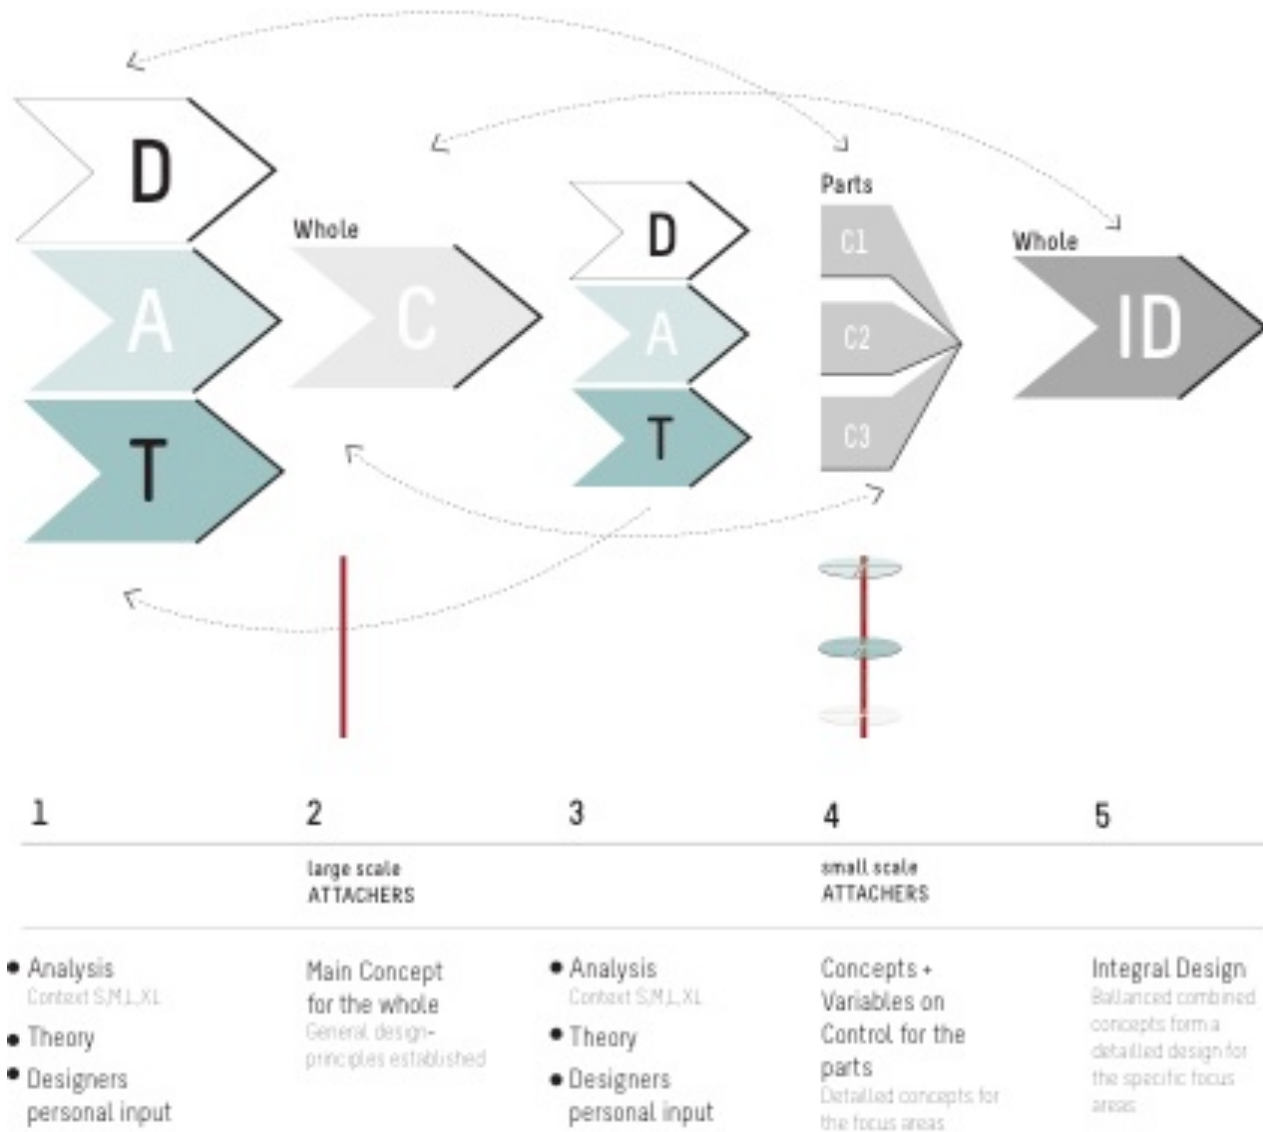 D
A
T
Whole
C
D
A
T
Parts
C1
C2
C3
Whole
ID
1
2
3
4
5
large scale
ATTACHERS
small scale
ATTACHERS
Analysis
Context S,M,L,XL
Theory
Designers
personal input
Main Concept
for the whole
General design-
principles established
Analysis
Context S,M,L,XL
Theory
Designers
personal input
Concepts +
Variables on
Control for the
parts
Detailled concepts for
the focus areas
Integral Design
Ballanced combined
concepts form a
detailled design for
the specific focus
areas